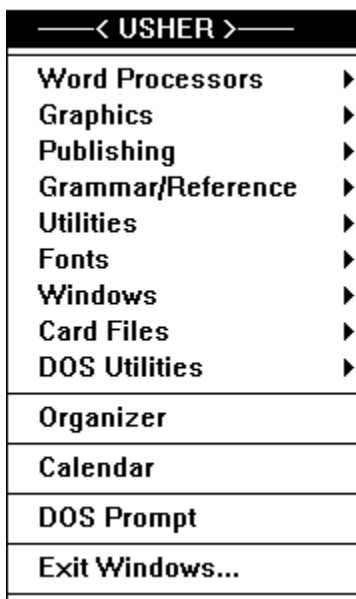 ——< USHER >——
Word Processors
Graphics
Publishing
Grammar/Reference
Utilities
Fonts
Windows
Card Files
DOS Utilities
Organizer
Calendar
DOS Prompt
Exit Windows...